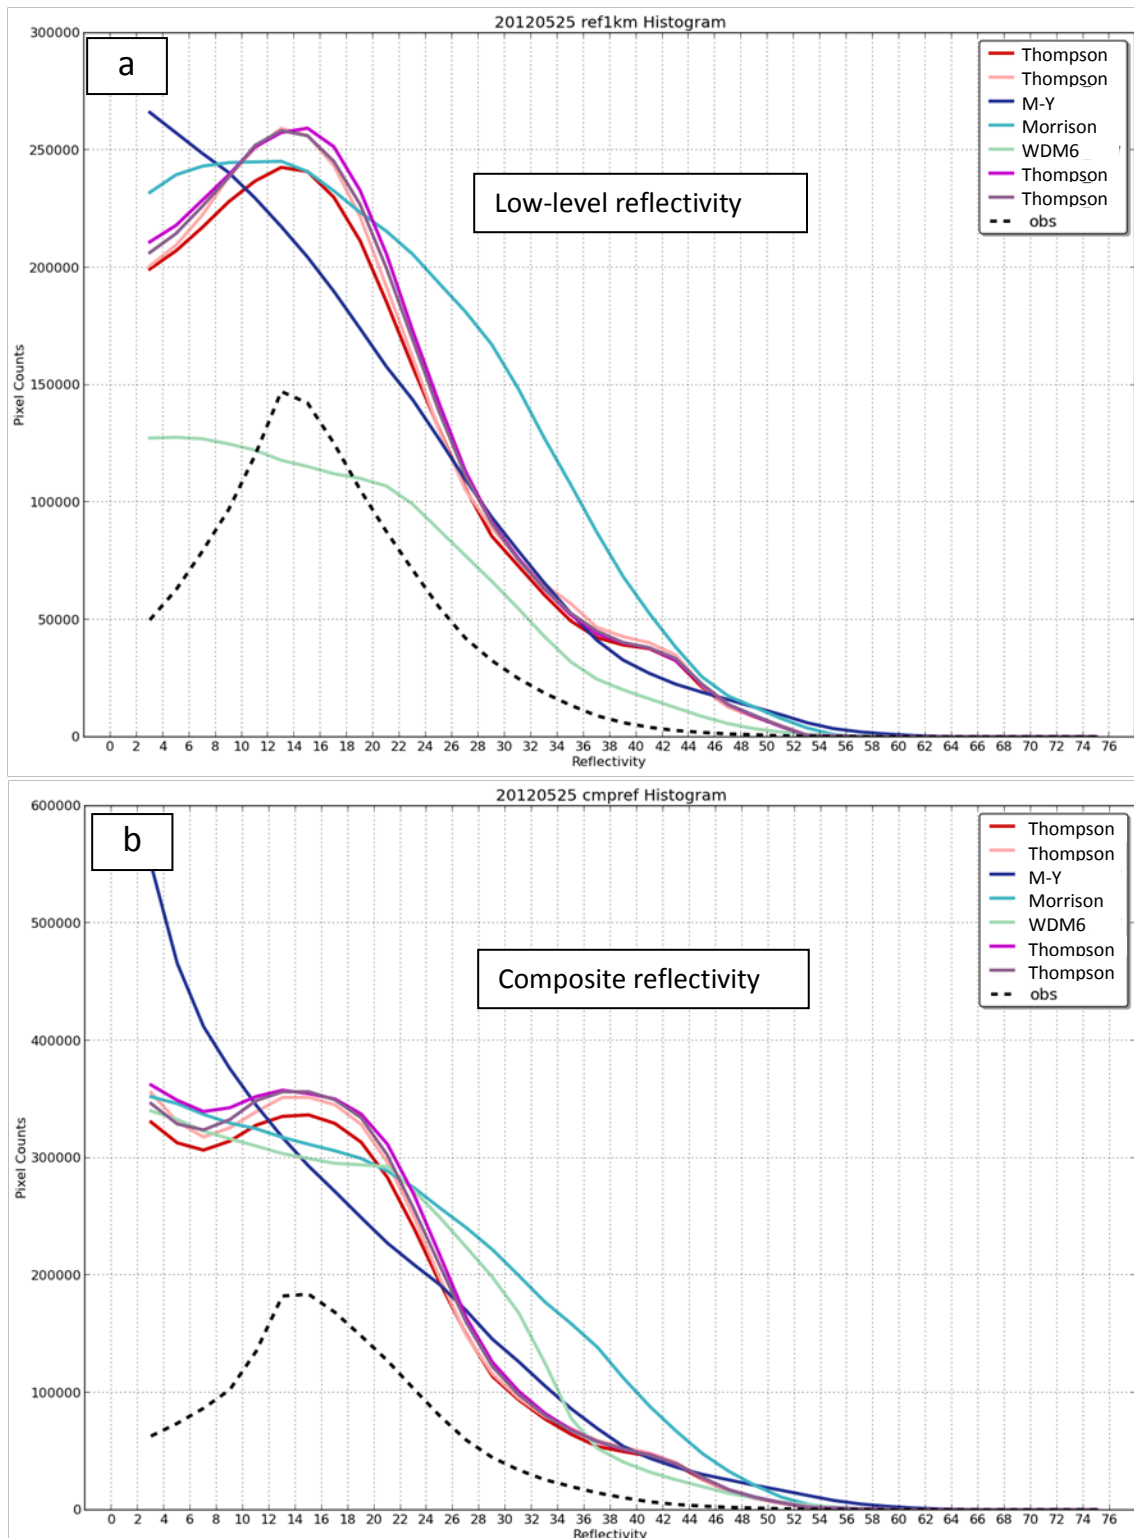 20120525 ref1km Histogram
a
300000
250000
200000
150000
100000
50000
0
Pixel Counts
Low-level reflectivity
Thompson
Thompson
M-Y
Morrison
WDM6
Thompson
Thompson
obs
0 2 4 6 8 10 12 14 16 18 20 22 24 26 28 30 32 34 36 38 40 42 44 46 48 50 52 54 56 58 60 62 64 66 68 70 72 74 76
Reflectivity
20120525 cmpref Histogram
b
600000
500000
400000
300000
200000
100000
0
Pixel Counts
Composite reflectivity
Thompson
Thompson
M-Y
Morrison
WDM6
Thompson
Thompson
obs
0 2 4 6 8 10 12 14 16 18 20 22 24 26 28 30 32 34 36 38 40 42 44 46 48 50 52 54 56 58 60 62 64 66 68 70 72 74 76
Reflectivity